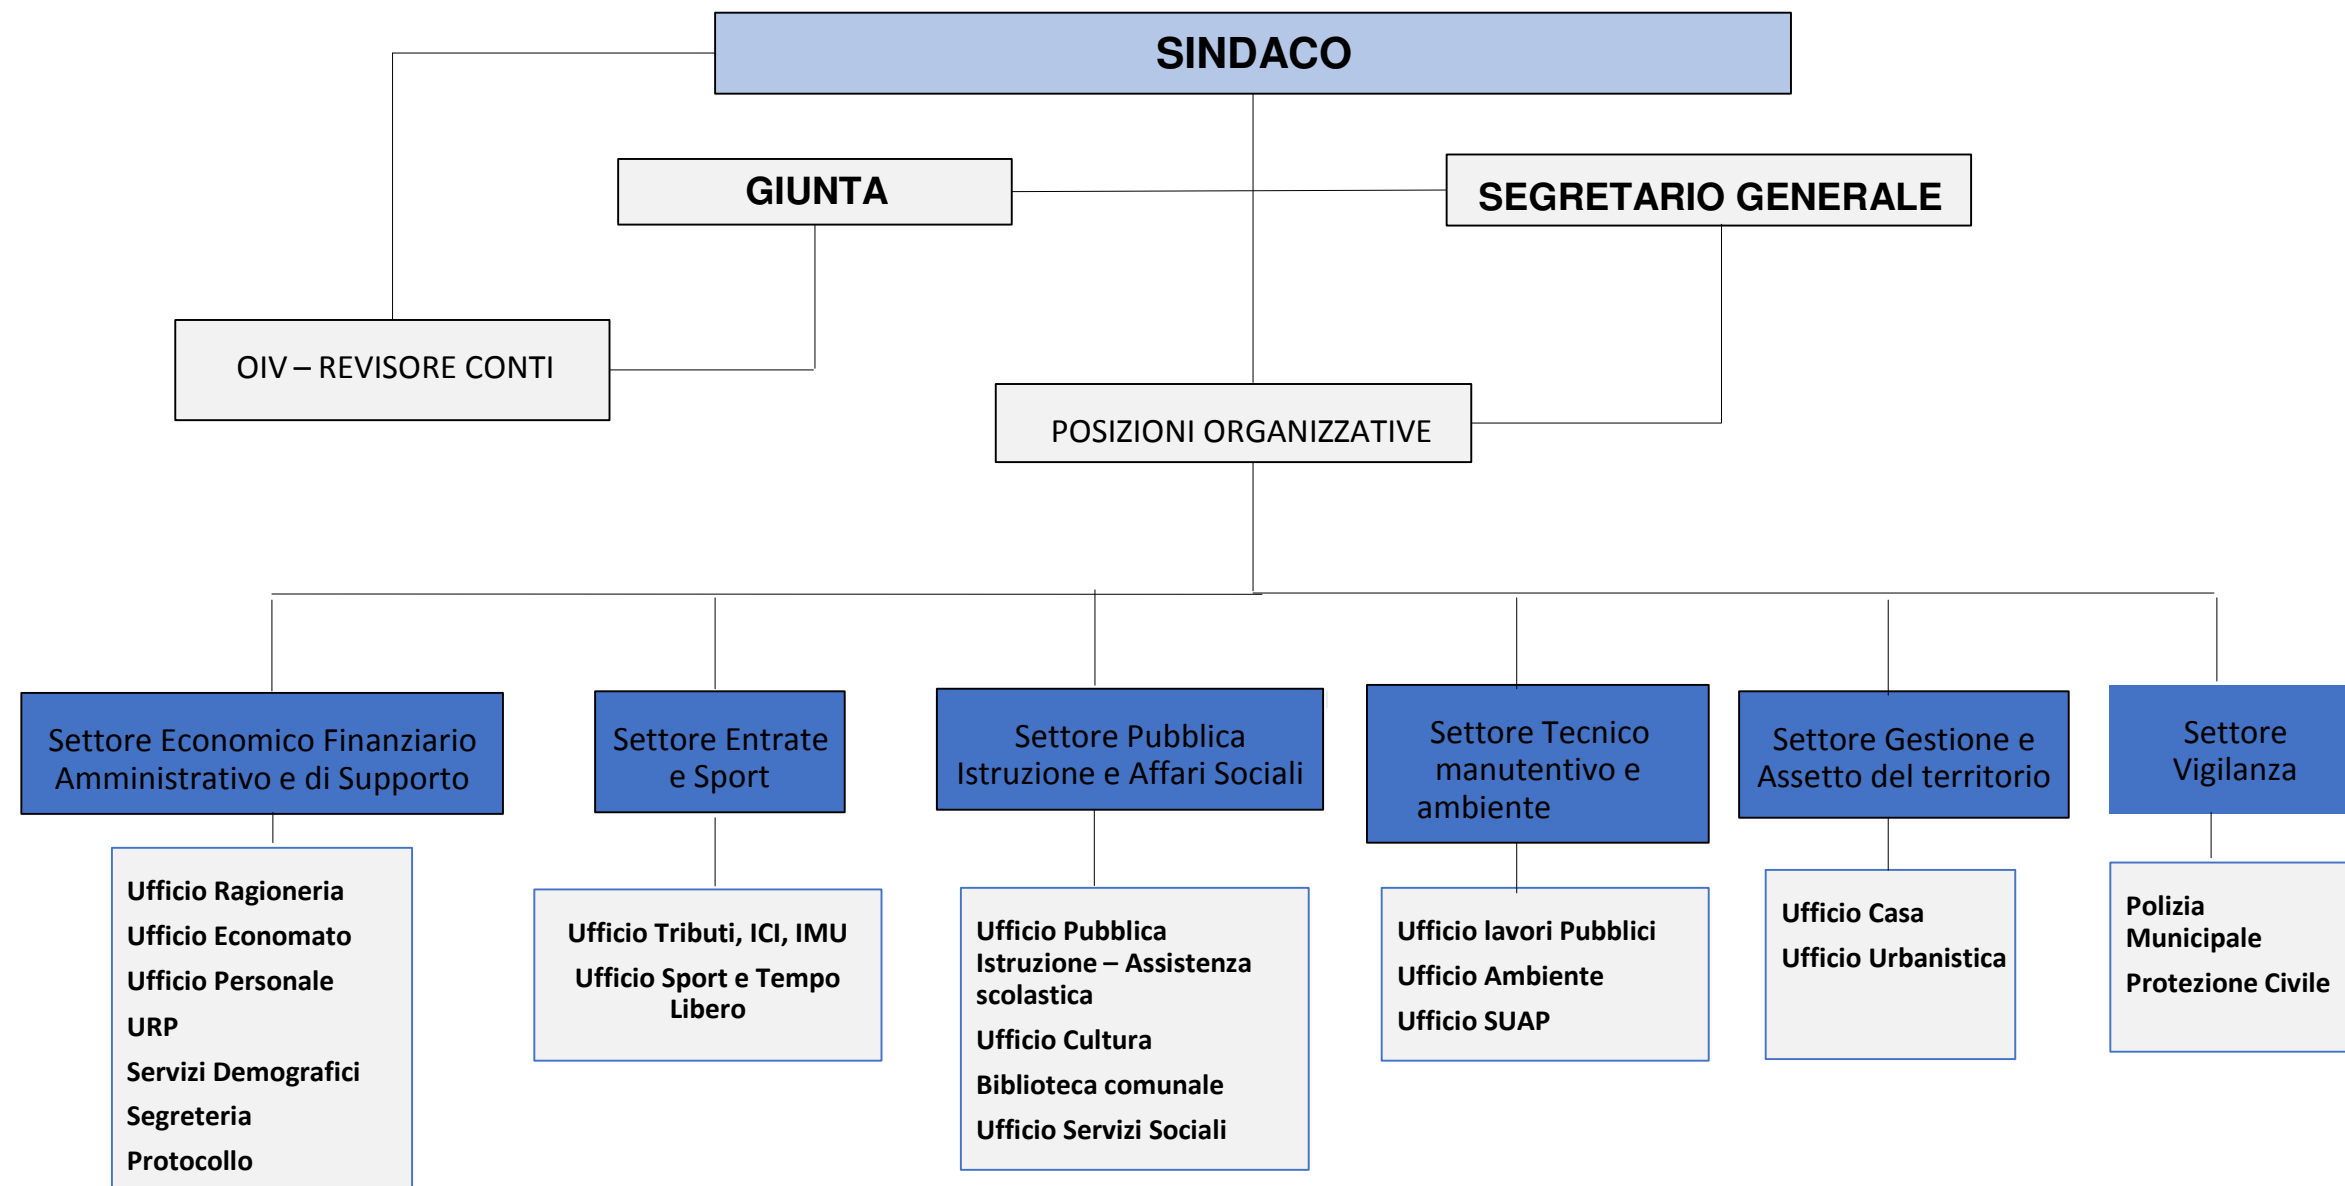 SINDACO
GIUNTA
SEGRETARIO GENERALE
OIV – REVISORE CONTI
POSIZIONI ORGANIZZATIVE
Settore Economico Finanziario
Amministrativo e di Supporto
Settore Entrate
e Sport
Settore Pubblica
Istruzione e Affari Sociali
Settore Tecnico
manutentivo e
ambiente
Settore Gestione e
Assetto del territorio
Settore
Vigilanza
Ufficio Ragioneria
Ufficio Economato
Ufficio Personale
URP
Servizi Demografici
Segreteria
Protocollo
Ufficio Tributi, ICI, IMU
Ufficio Sport e Tempo
Libero
Ufficio Pubblica
Istruzione – Assistenza
scolastica
Ufficio Cultura
Biblioteca comunale
Ufficio Servizi Sociali
Ufficio lavori Pubblici
Ufficio Ambiente
Ufficio SUAP
Ufficio Casa
Ufficio Urbanistica
Polizia
Municipale
Protezione Civile